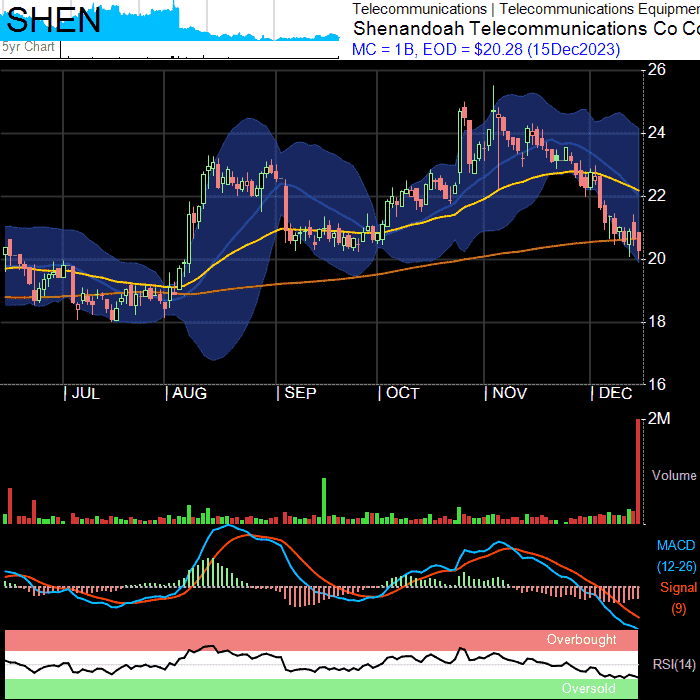 SHEN
5yr Chart
Telecommunications | Telecommunications Equipmen
Shenandoah Telecommunications Co Co
MC = 1B, EOD = $20.28 (15Dec2023)
26
24
22
20
18
16
JUL
AUG
SEP
OCT
NOV
DEC
2M
Volume
MACD
(12-26)
Signal
(9)
Overbought
RSI(14)
Oversold